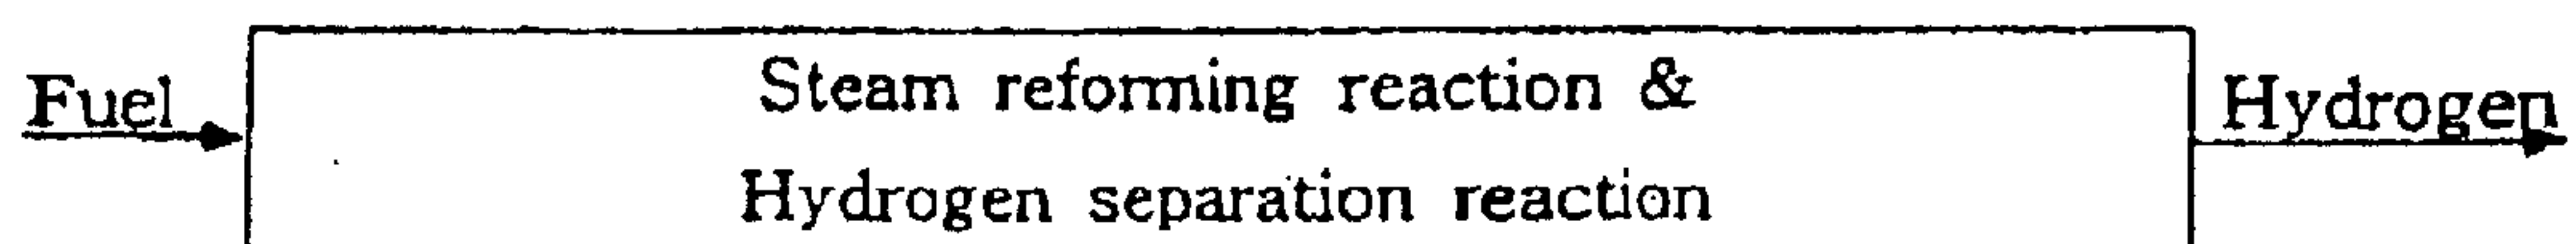 Fuel
Steam reforming reaction &
Hydrogen separation reaction
Hydrogen